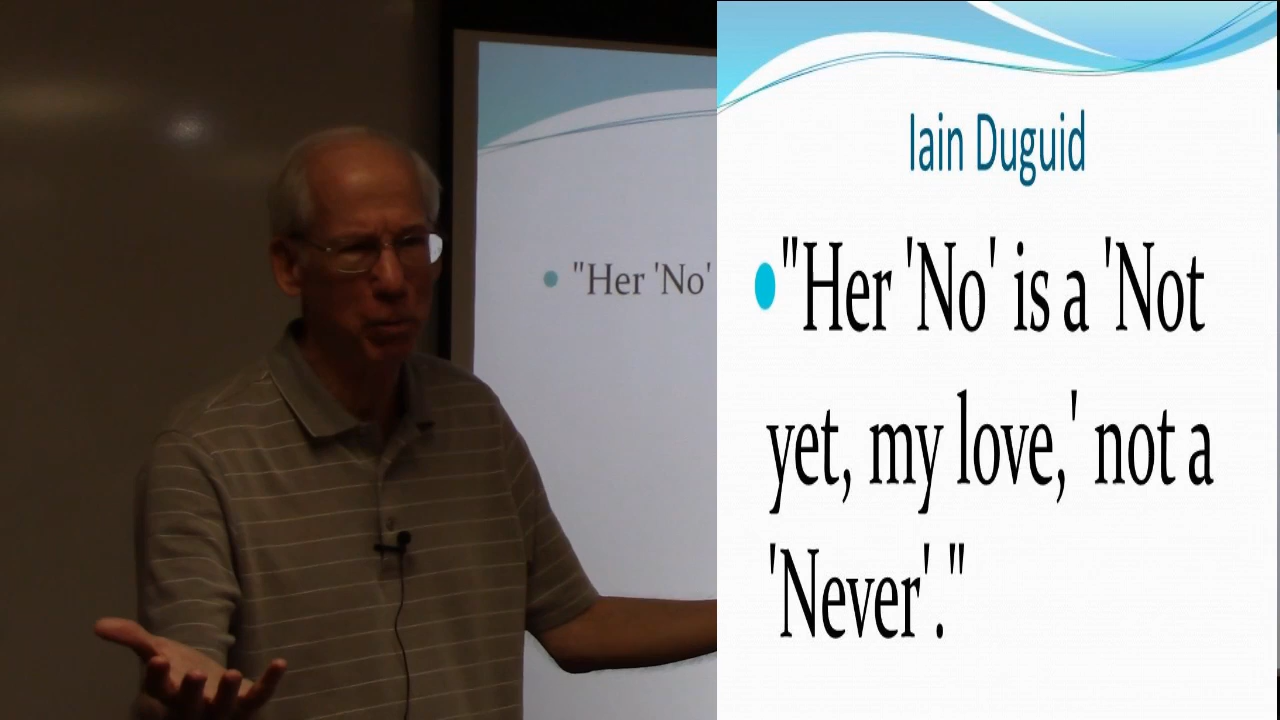 • "Her 'No'
Iain Duguid
• "Her 'No' is a 'Not
yet, my love,' not a
'Never'."